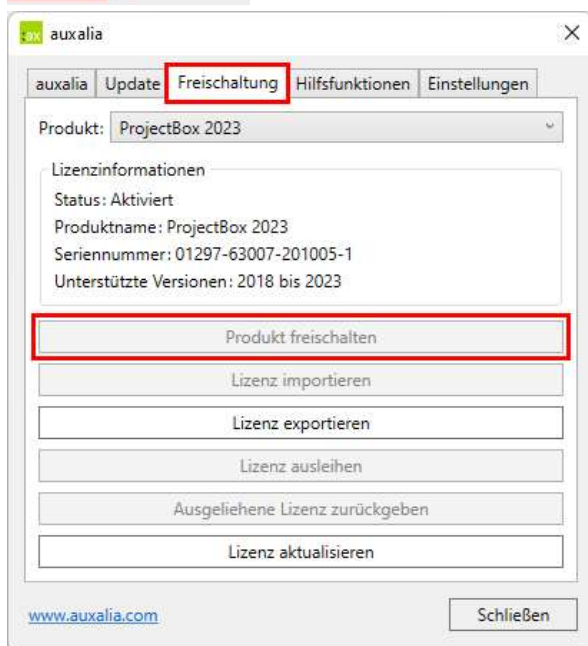 :ax auxalia
auxalia Update Freischaltung Hilfsfunktionen Einstellungen
Produkt: ProjectBox 2023
Lizenzinformationen
Status: Aktiviert
Produktname: ProjectBox 2023
Seriennummer: 01297-63007-201005-1
Unterstützte Versionen: 2018 bis 2023
Produkt freischalten
Lizenz importieren
Lizenz exportieren
Lizenz ausleihen
Ausgeliehene Lizenz zurückgeben
Lizenz aktualisieren
www.auxalia.com Schließen